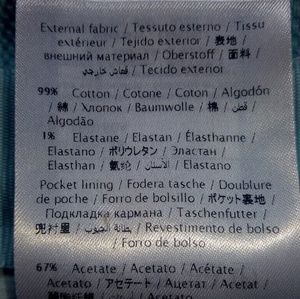 External fabric / Tessuto esterno / Tissu
extérieur / Tejido exterior / 表地 /
внешний материал / Oberstoff / 面料 /
قماش خارجي / Tecido exterior
99% Cotton / Cotone / Coton / Algodón
/ 綿 / Хлопок / Baumwolle / 棉 / قطن /
Algodão
1% Elastane / Elastan / Élasthanne /
Elastano / ポリウレタン / Эластан /
Elasthan / 氨纶 / الأستان / Elastano
Pocket lining / Fodera tasche / Doublure
de poche / Forro de bolsillo / ポケット裏地 /
Подкладка кармана / Taschenfutter /
兜衬里 / بطانة الجيوب / Revestimento de bolso
/ Forro de bolso
67% Acetate / Acetato / Acétate /
Acetato / アセテート / Ацетат / Acetat